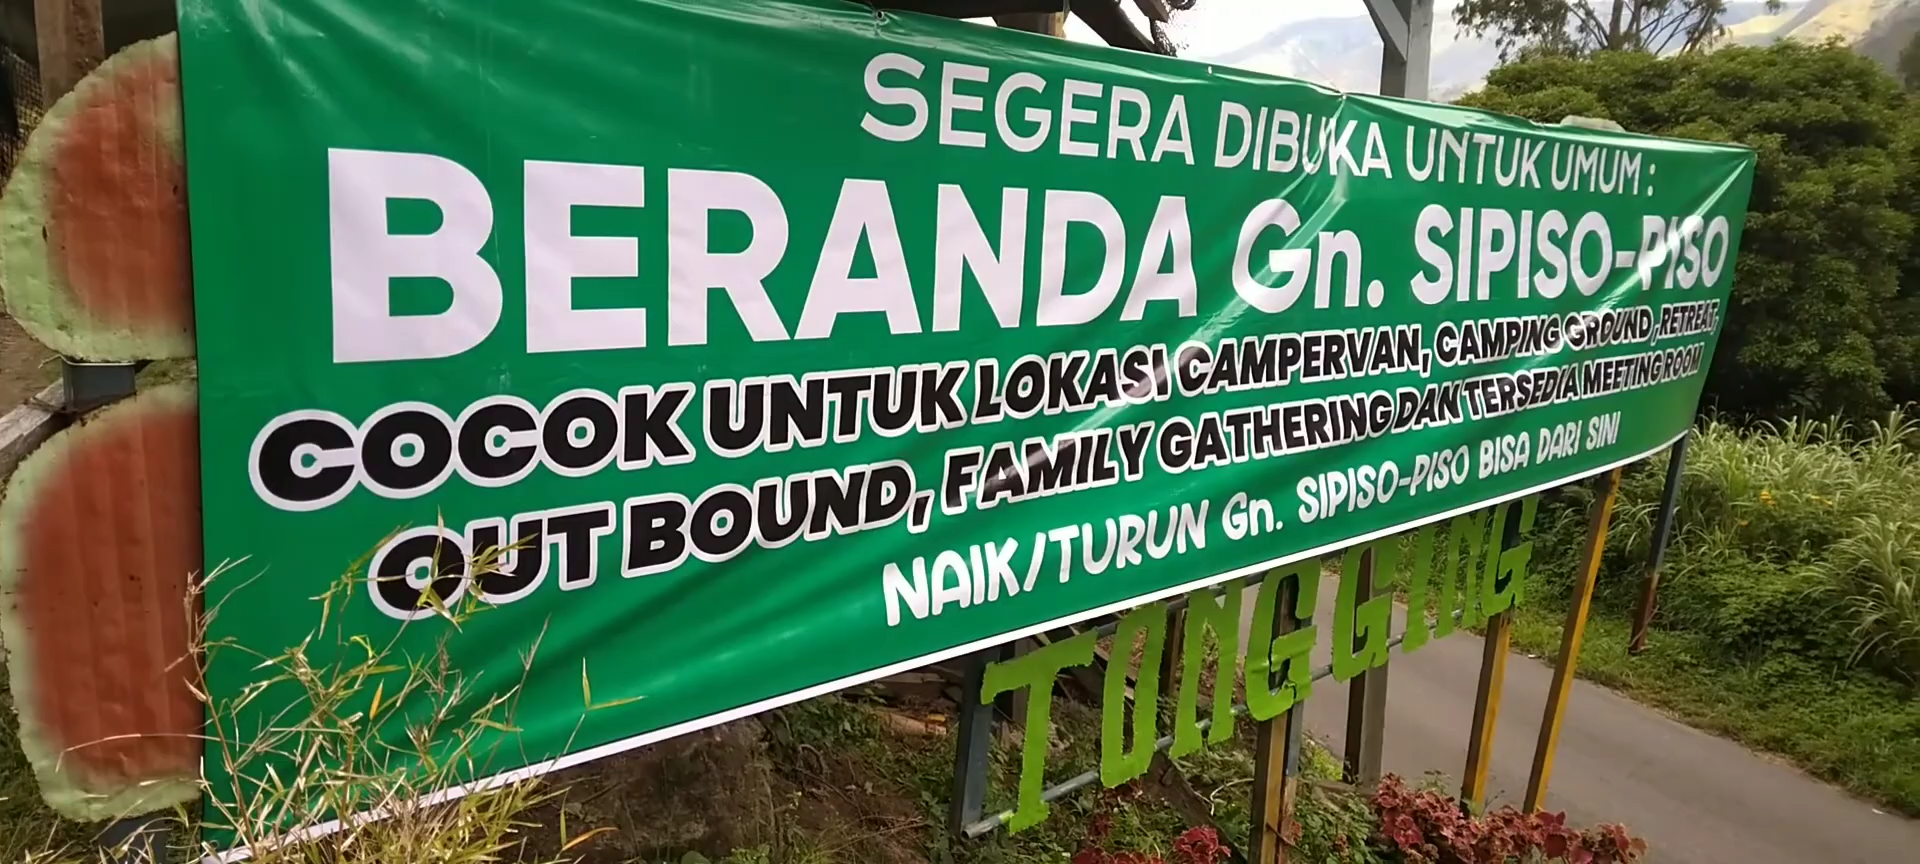 SEGERA DIBUKA UNTUK UMUM :
BERANDA Gn. SIPISO-PISO
COCOK UNTUK LOKASI CAMPERVAN, CAMPING GROUND, RETREAT,
OUT BOUND, FAMILY GATHERING DAN TERSEDIA MEETING ROOM
NAIK/TURUN Gn. SIPISO-PISO BISA DARI SINI
TONGGING